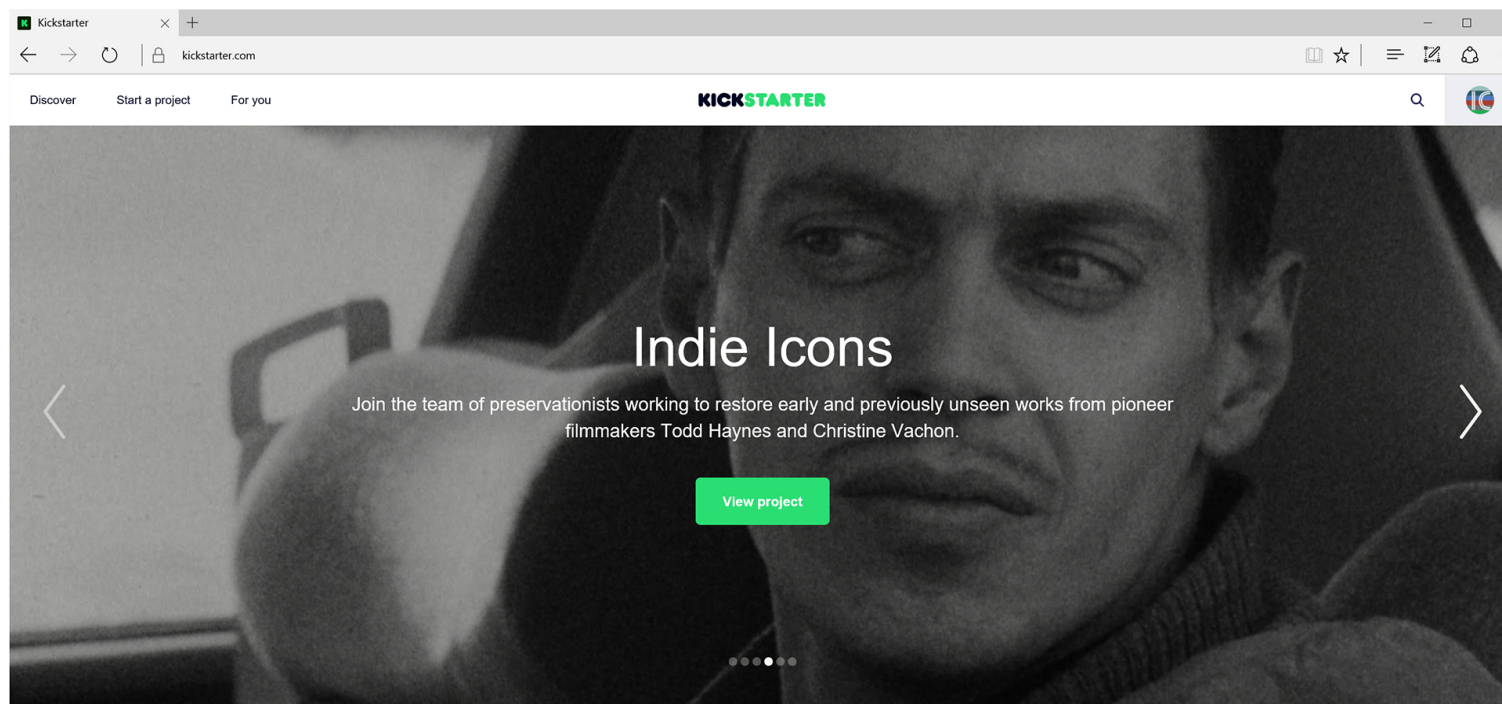 Kickstarter
kickstarter.com
Discover Start a project For you KICKSTARTER
Indie Icons
Join the team of preservationists working to restore early and previously unseen works from pioneer
filmmakers Todd Haynes and Christine Vachon.
View project